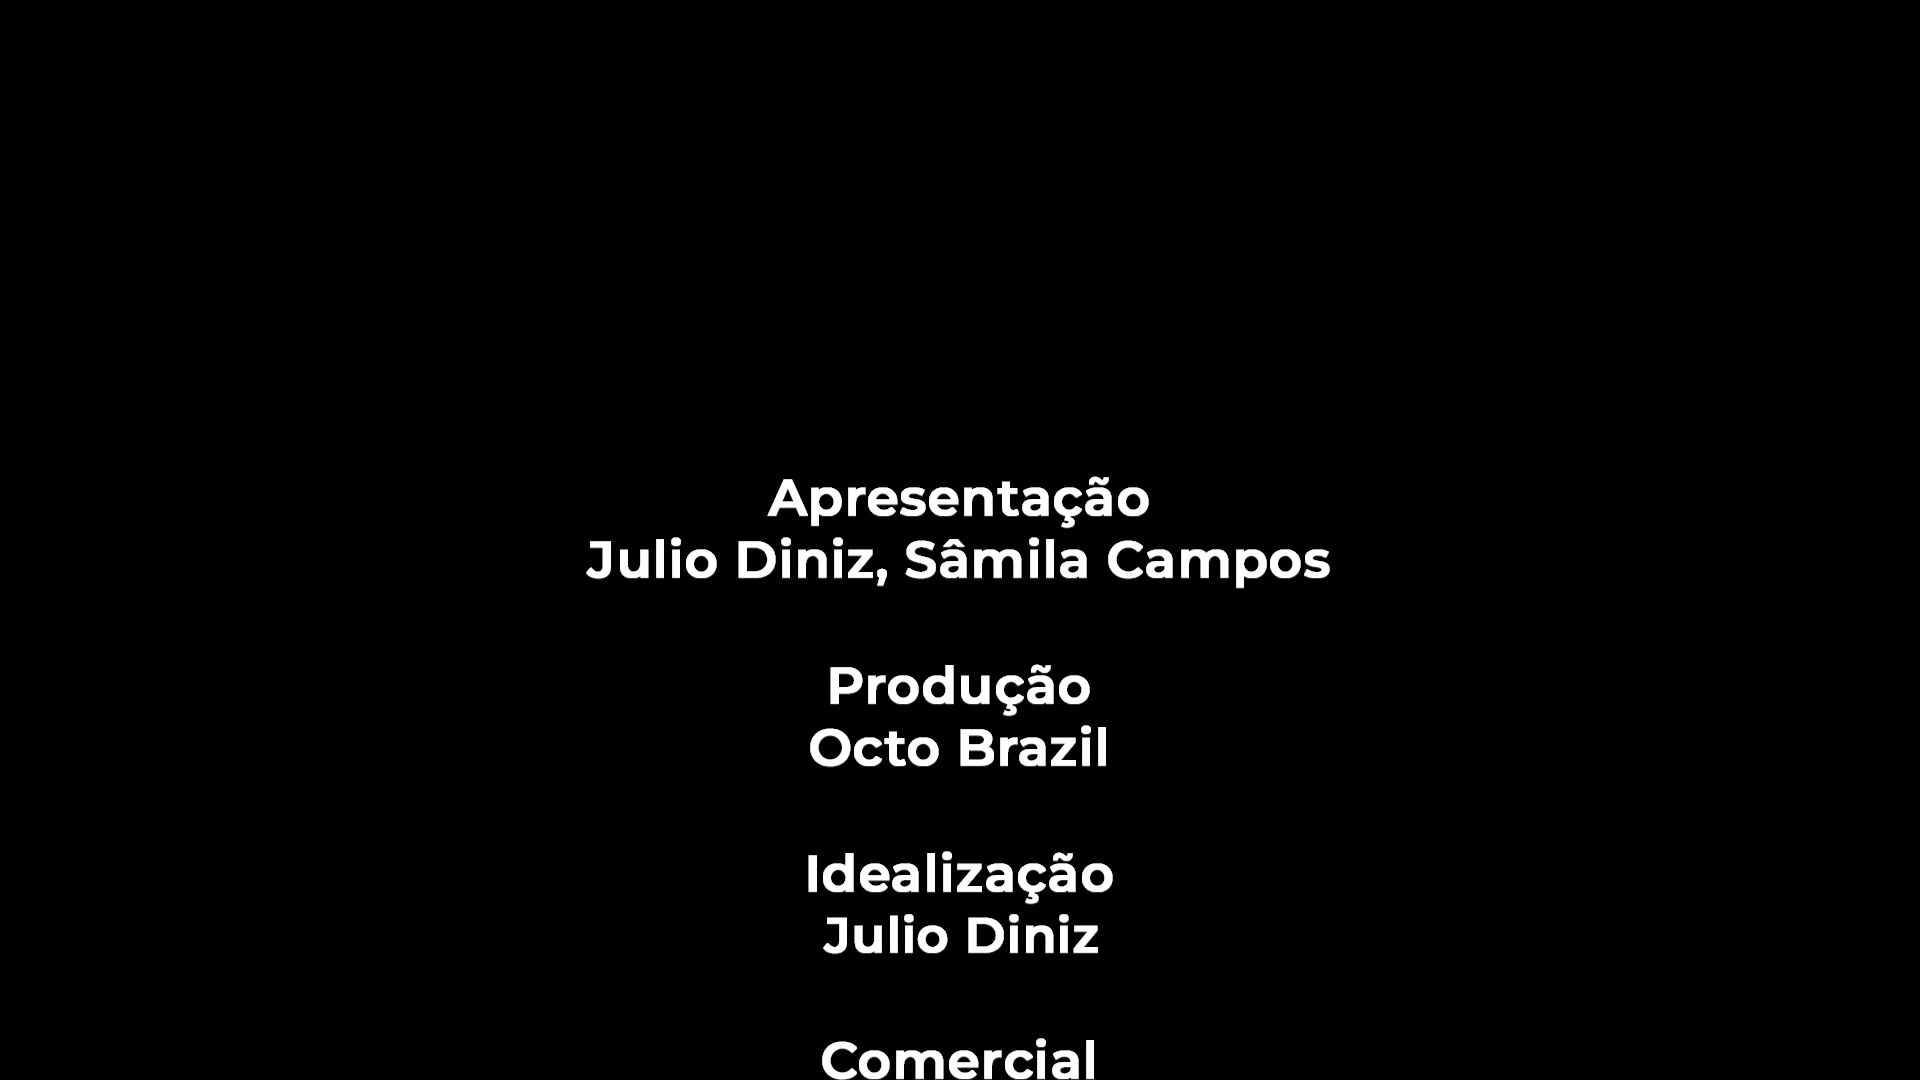 Apresentação
Julio Diniz, Sâmila Campos
Produção
Octo Brazil
Idealização
Julio Diniz
Comercial